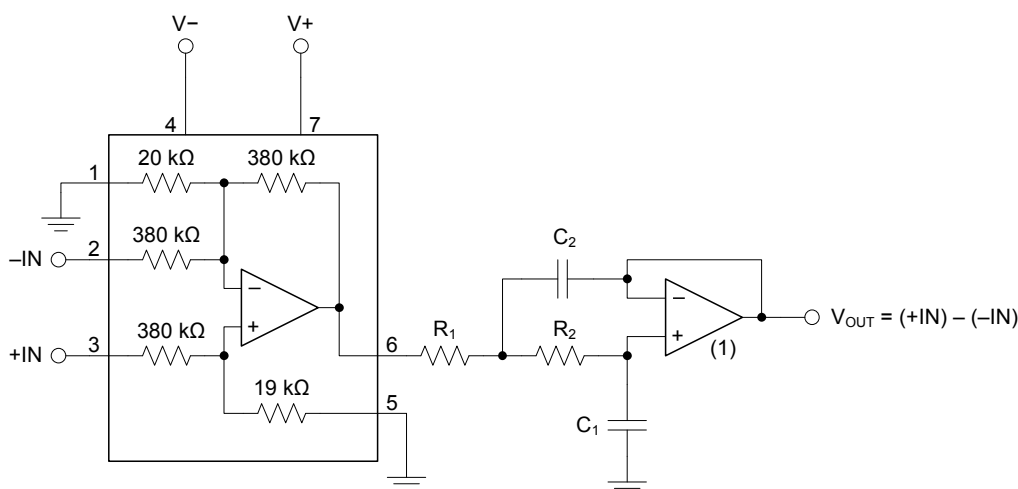 V− V+
4 7
1 20 kΩ 380 kΩ
–IN 2 380 kΩ
+IN 3 380 kΩ
− +
19 kΩ
6 5
R₁ R₂
C₂
C₁
− +
(1)
V_OUT = (+IN) – (–IN)